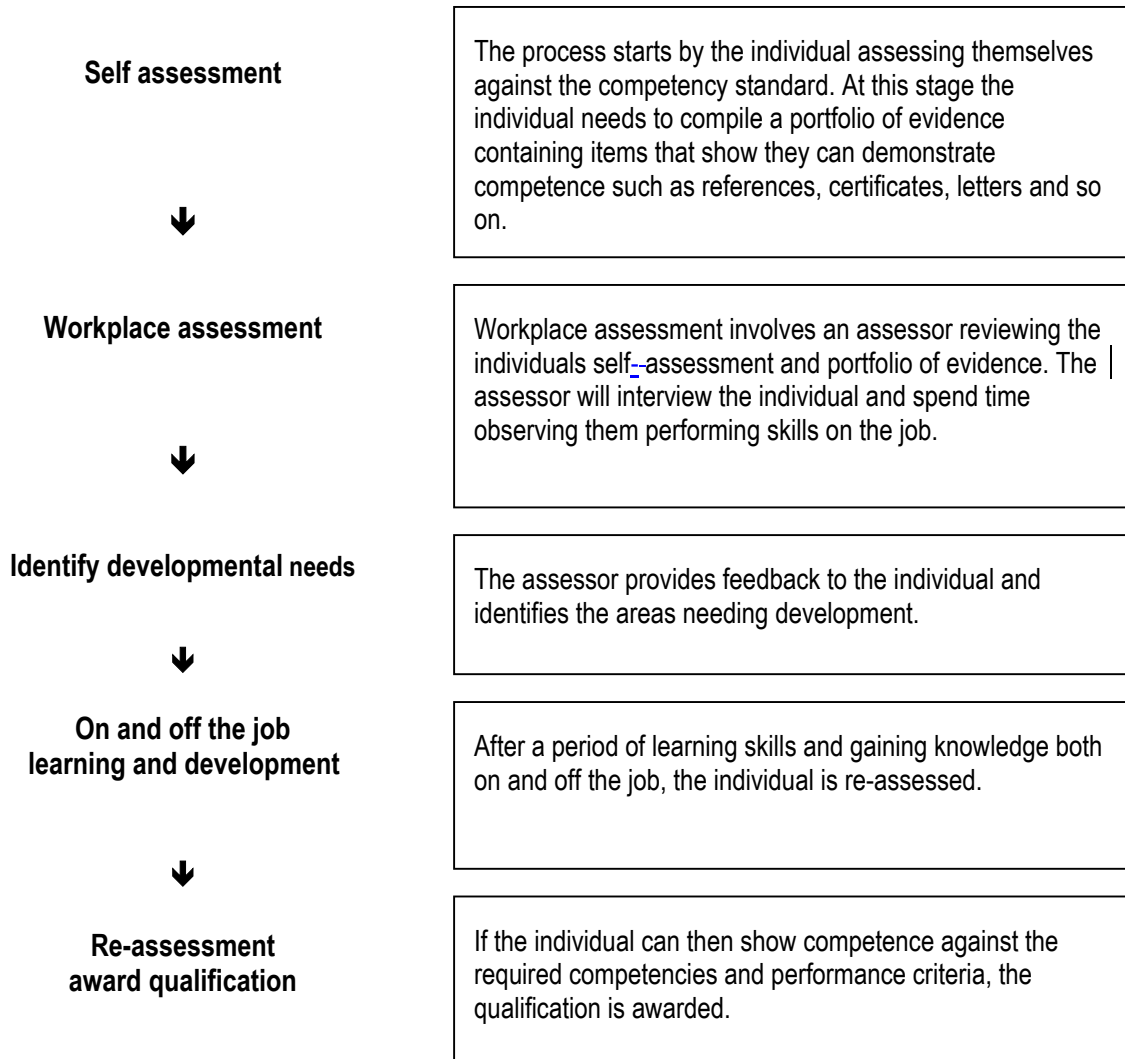 Self assessment
The process starts by the individual assessing themselves
against the competency standard. At this stage the
individual needs to compile a portfolio of evidence
containing items that show they can demonstrate
competence such as references, certificates, letters and so
on.
Workplace assessment
Workplace assessment involves an assessor reviewing the
individuals self--assessment and portfolio of evidence. The
assessor will interview the individual and spend time
observing them performing skills on the job.
Identify developmental needs
The assessor provides feedback to the individual and
identifies the areas needing development.
On and off the job
learning and development
After a period of learning skills and gaining knowledge both
on and off the job, the individual is re-assessed.
Re-assessment
award qualification
If the individual can then show competence against the
required competencies and performance criteria, the
qualification is awarded.